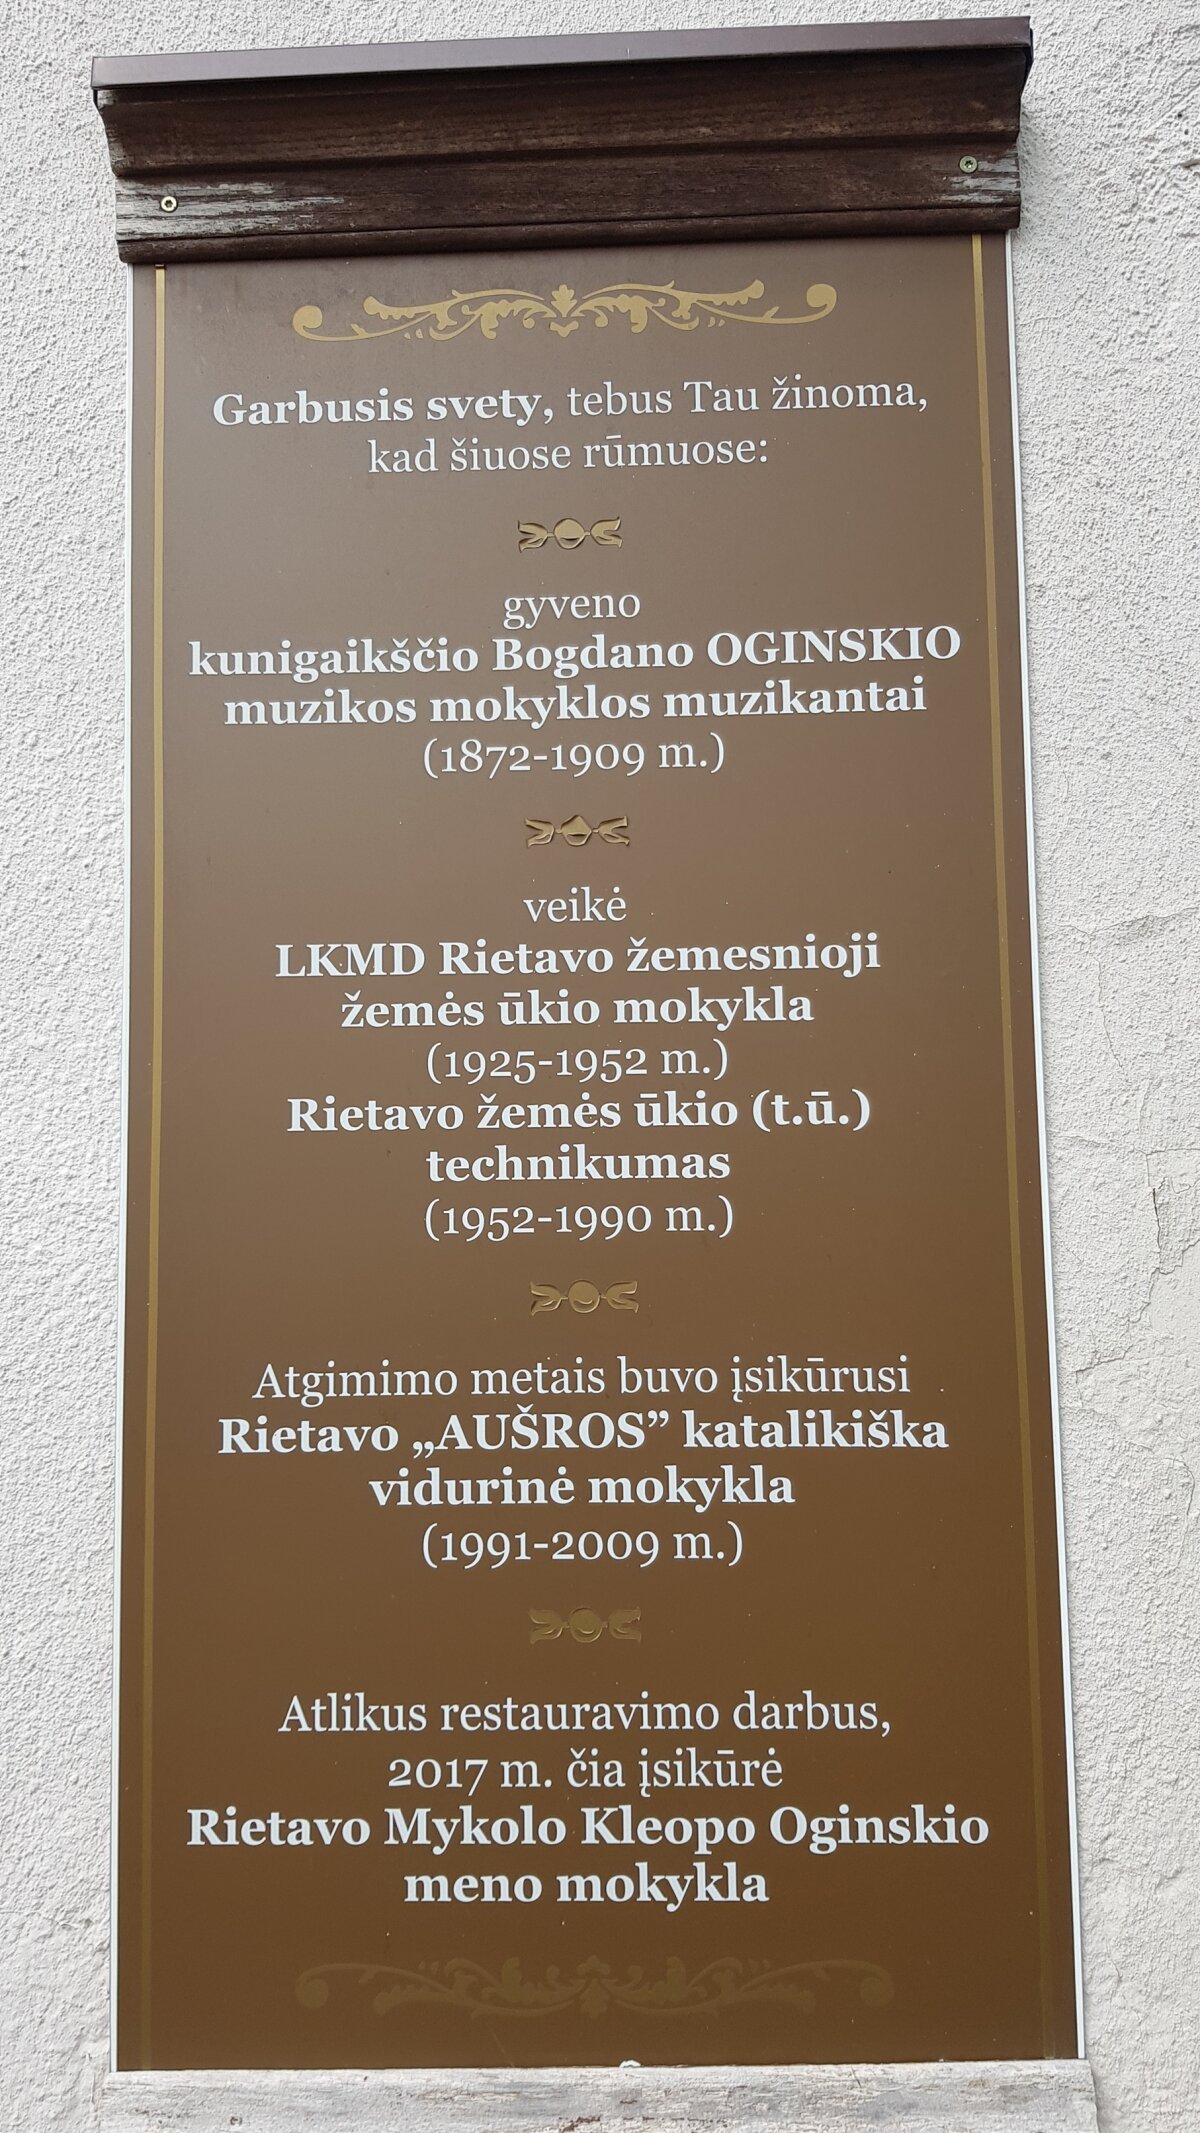 Garbusis svety, tebus Tau žinoma,
kad šiuose rūmuose:
gyveno
kunigaikščio Bogdano OGINSKIO
muzikos mokyklos muzikantai
(1872-1909 m.)
veikė
LKMD Rietavo žemesnioji
žemės ūkio mokykla
(1925-1952 m.)
Rietavo žemės ūkio (t.ū.)
technikumas
(1952-1990 m.)
Atgimimo metais buvo įsikūrusi
Rietavo „AUŠROS” katalikiška
vidurinė mokykla
(1991-2009 m.)
Atlikus restauravimo darbus,
2017 m. čia įsikūrė
Rietavo Mykolo Kleopo Oginskio
meno mokykla